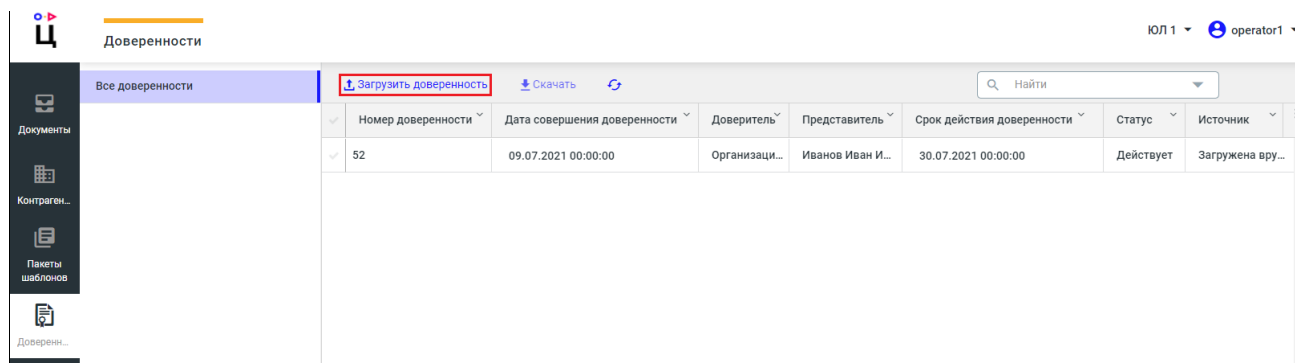 ц
Доверенности
ЮЛ 1
operator1
Все доверенности
Загрузить доверенность
Скачать
Найти
Документы
Контраген...
Пакеты
шаблонов
Доверенн...
Номер доверенности
Дата совершения доверенности
Доверитель
Представитель
Срок действия доверенности
Статус
Источник
52
09.07.2021 00:00:00
Организаци...
Иванов Иван И...
30.07.2021 00:00:00
Действует
Загружена вру...